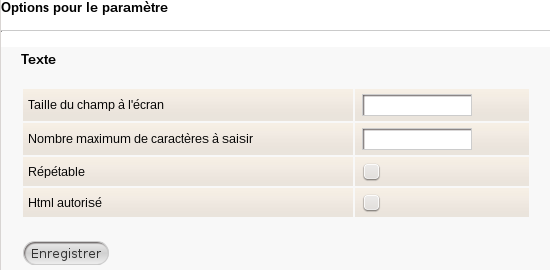 Options pour le paramètre
Texte
Taille du champ à l'écran
Nombre maximum de caractères à saisir
Répétable
Html autorisé
Enregistrer